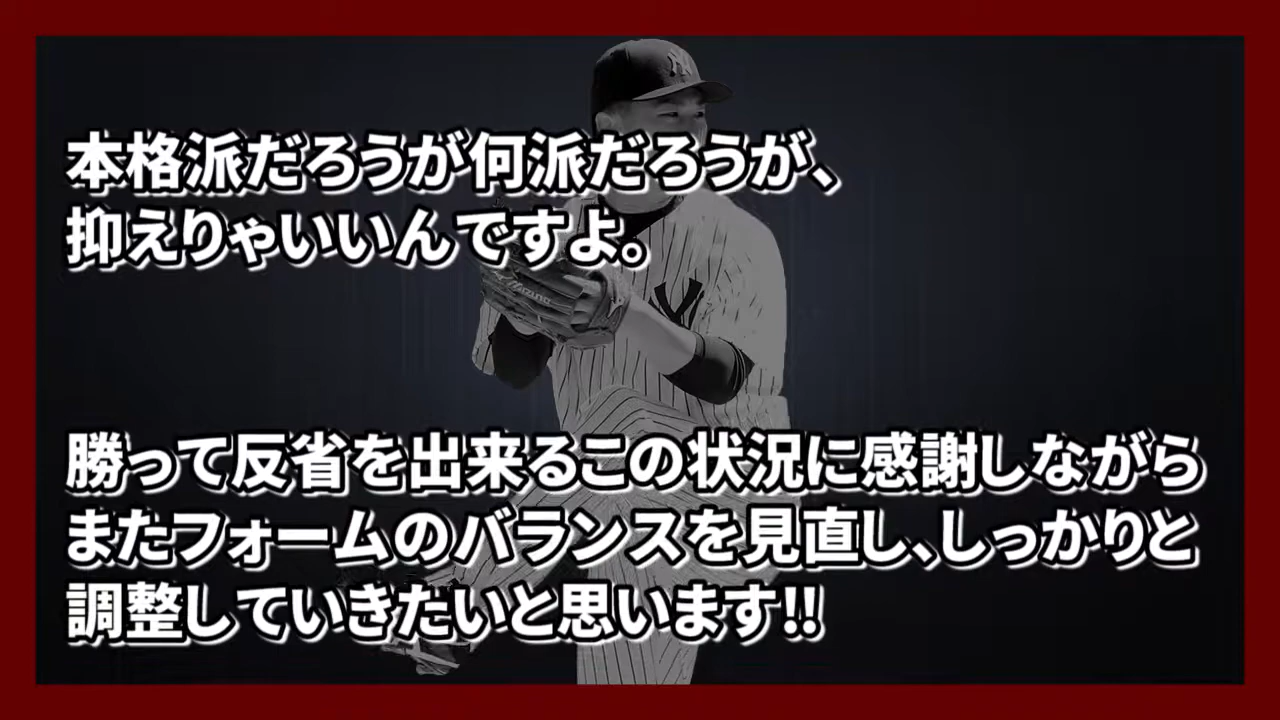 本格派だろうが何派だろうが、
抑えりゃいいんですよ。
勝って反省を出来るこの状況に感謝しながら
またフォームのバランスを見直し、しっかりと
調整していきたいと思います!!
NY
MIZUNO
NY